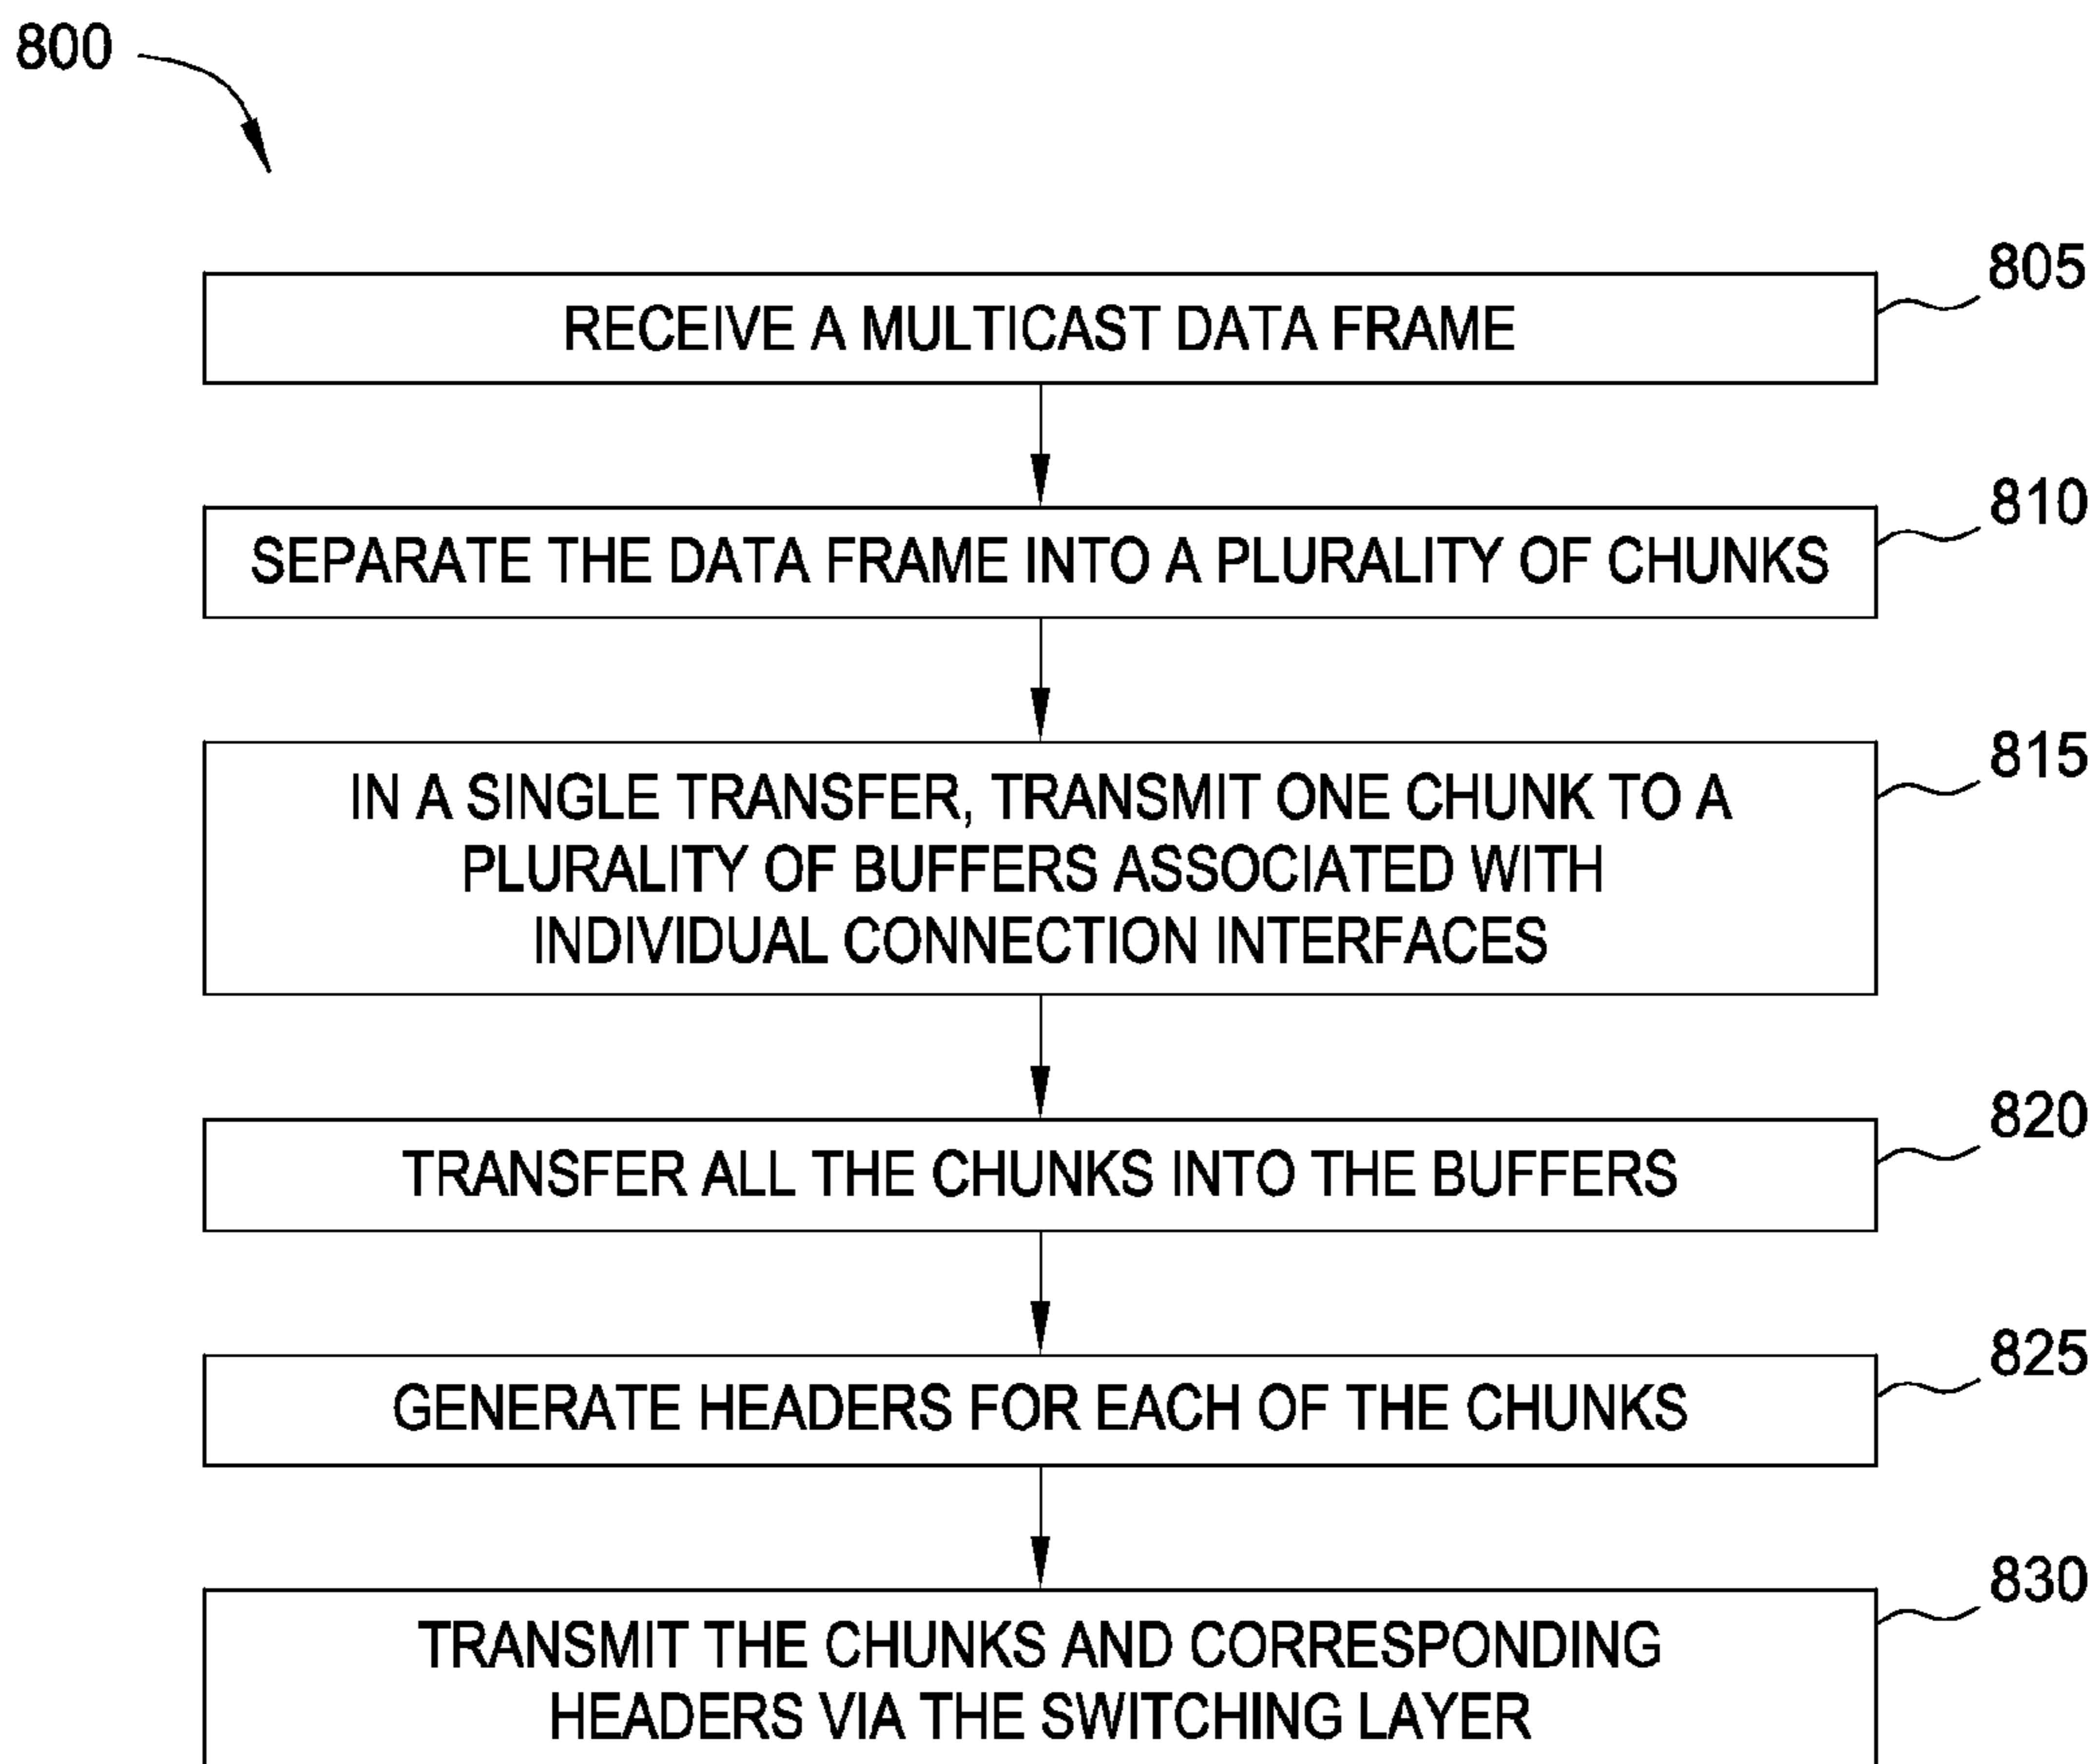 800
805
RECEIVE A MULTICAST DATA FRAME
810
SEPARATE THE DATA FRAME INTO A PLURALITY OF CHUNKS
815
IN A SINGLE TRANSFER, TRANSMIT ONE CHUNK TO A
PLURALITY OF BUFFERS ASSOCIATED WITH
INDIVIDUAL CONNECTION INTERFACES
820
TRANSFER ALL THE CHUNKS INTO THE BUFFERS
825
GENERATE HEADERS FOR EACH OF THE CHUNKS
830
TRANSMIT THE CHUNKS AND CORRESPONDING
HEADERS VIA THE SWITCHING LAYER